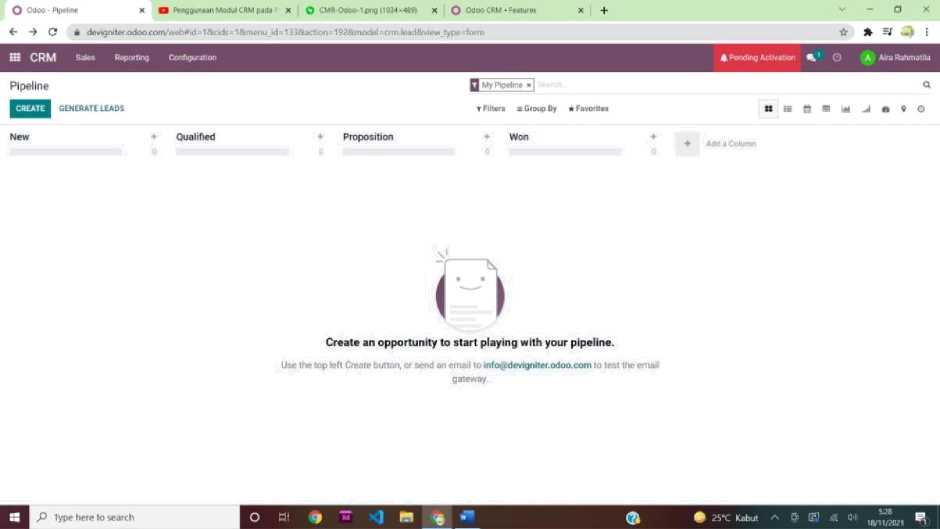 Odoo - Pipeline
Penggunaan Modul CRM pada
CMR-Odoo-1.png (1034×489)
Odoo CRM • Features
devigniter.odoo.com/web#id=1&cids=1&menu_id=133&action=192&model=crm.lead&view_type=form
CRM Sales Reporting Configuration
Pending Activation 1 A Aira Rahmatila
Pipeline
My Pipeline × Search...
CREATE GENERATE LEADS
Filters Group By Favorites
New + Qualified + Proposition + Won + + Add a Column
0 0 0 0
Create an opportunity to start playing with your pipeline.
Use the top left Create button, or send an email to info@devigniter.odoo.com to test the email
gateway.
Type here to search
25°C Kabut
5:28
18/11/2021